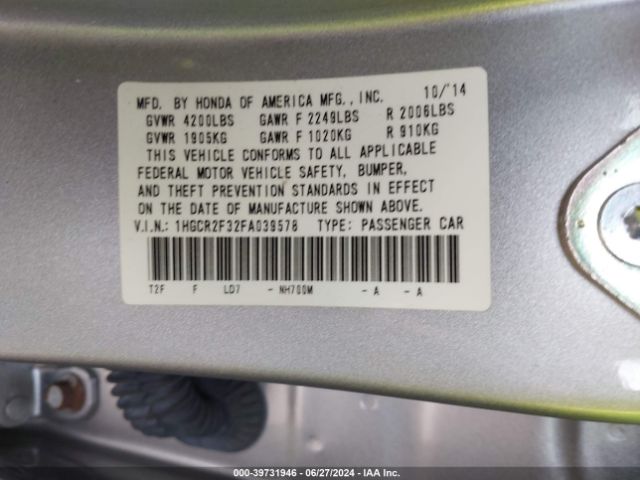 MFD. BY HONDA OF AMERICA MFG., INC. 10/'14
GVWR 4200LBS GAWR F 2249LBS R 2006LBS
GVWR 1905KG GAWR F 1020KG R 910KG
THIS VEHICLE CONFORMS TO ALL APPLICABLE
FEDERAL MOTOR VEHICLE SAFETY, BUMPER,
AND THEFT PREVENTION STANDARDS IN EFFECT
ON THE DATE OF MANUFACTURE SHOWN ABOVE.
V.I.N.: 1HGCR2F32FA039578 TYPE: PASSENGER CAR
T2F F LD7 - NH700M - A - A
000-39731946 - 06/27/2024 - IAA Inc.